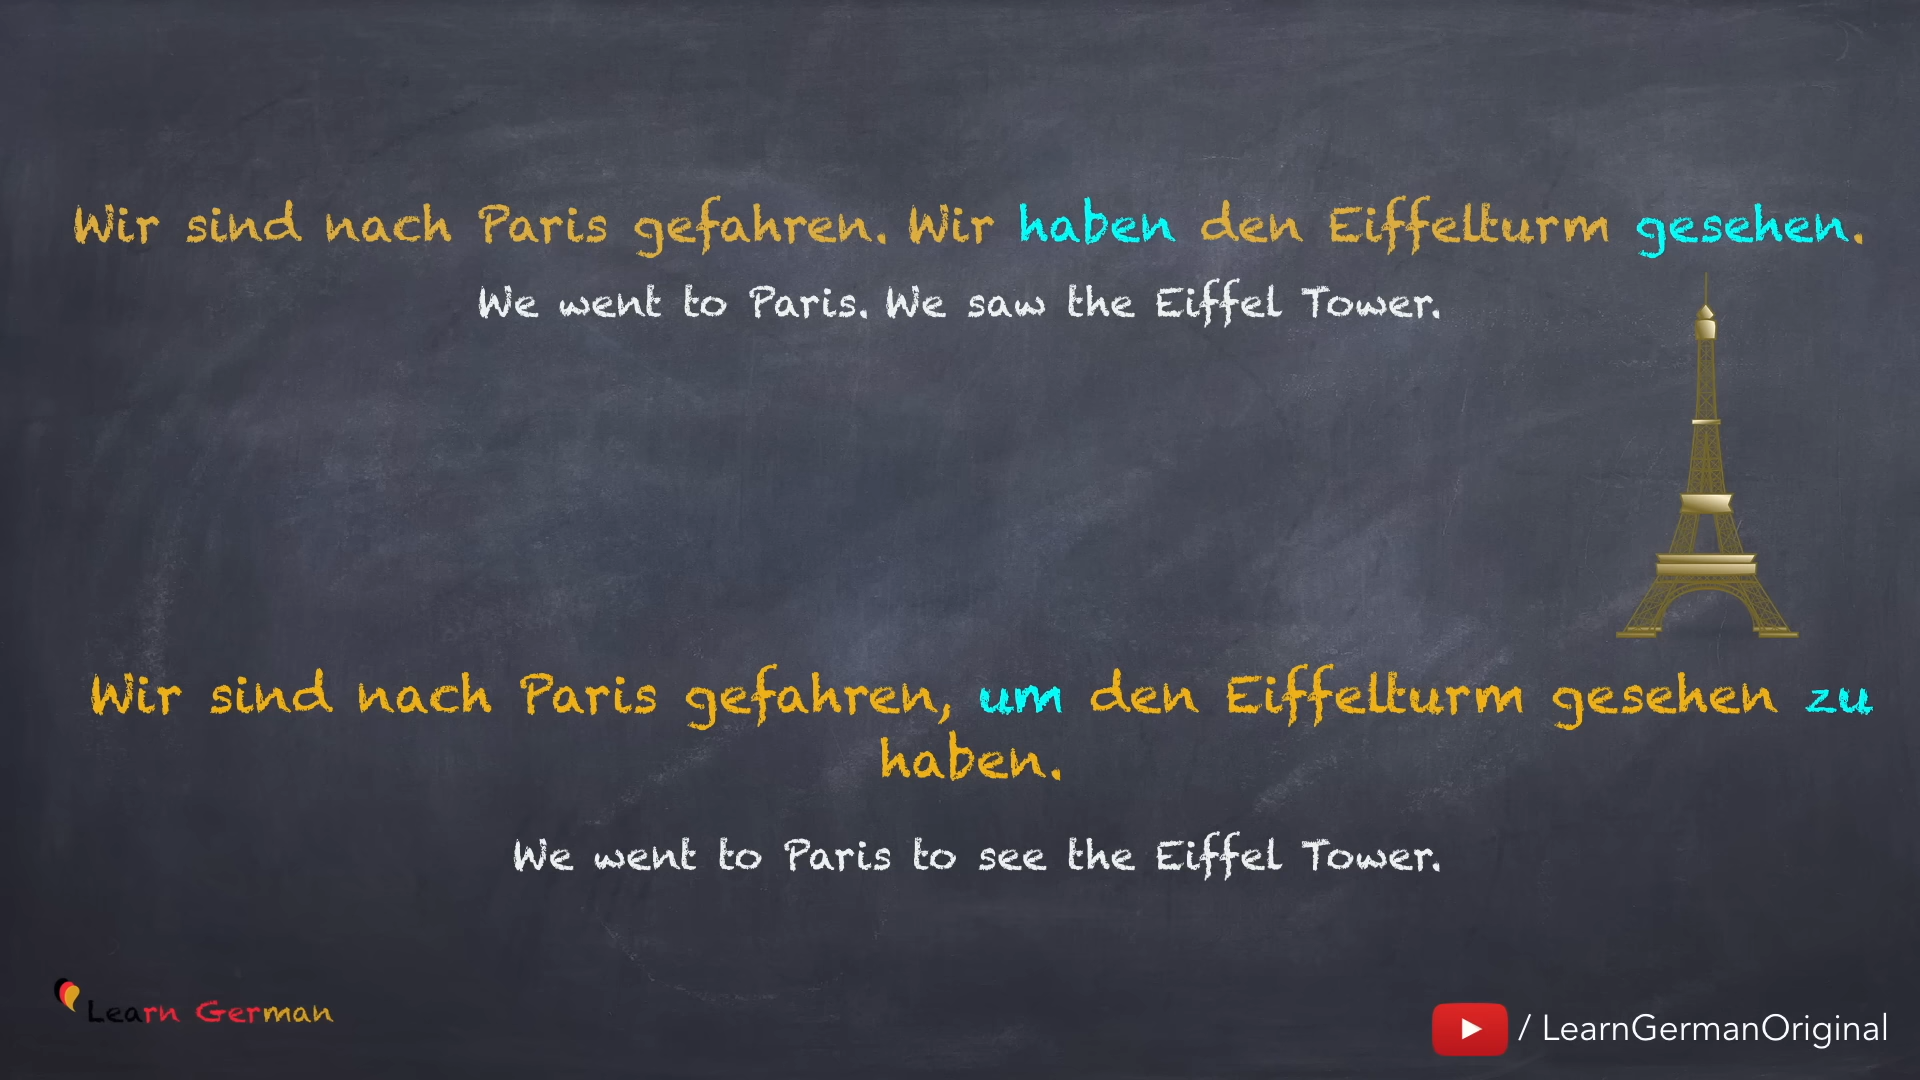 Wir sind nach Paris gefahren. Wir haben den Eiffelturm gesehen.
We went to Paris. We saw the Eiffel Tower.
Wir sind nach Paris gefahren, um den Eiffelturm gesehen zu
haben.
We went to Paris to see the Eiffel Tower.
Learn German
/ LearnGermanOriginal